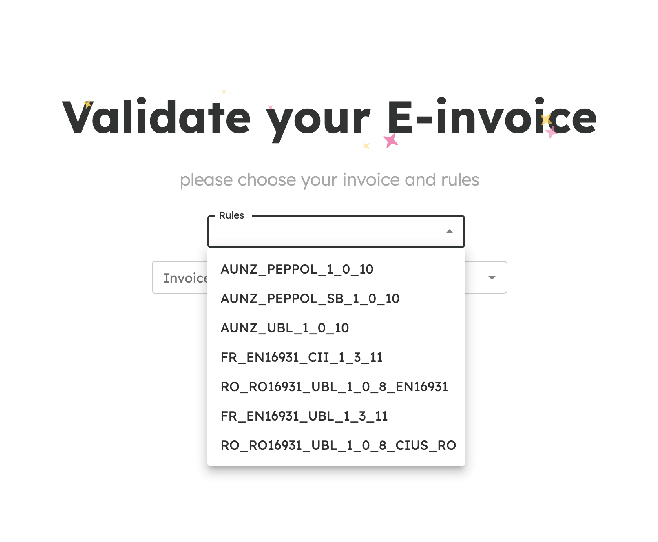 Validate your E-invoice
please choose your invoice and rules
Rules
Invoice
AUNZ_PEPPOL_1_0_10
AUNZ_PEPPOL_SB_1_0_10
AUNZ_UBL_1_0_10
FR_EN16931_CII_1_3_11
RO_RO16931_UBL_1_0_8_EN16931
FR_EN16931_UBL_1_3_11
RO_RO16931_UBL_1_0_8_CIUS_RO